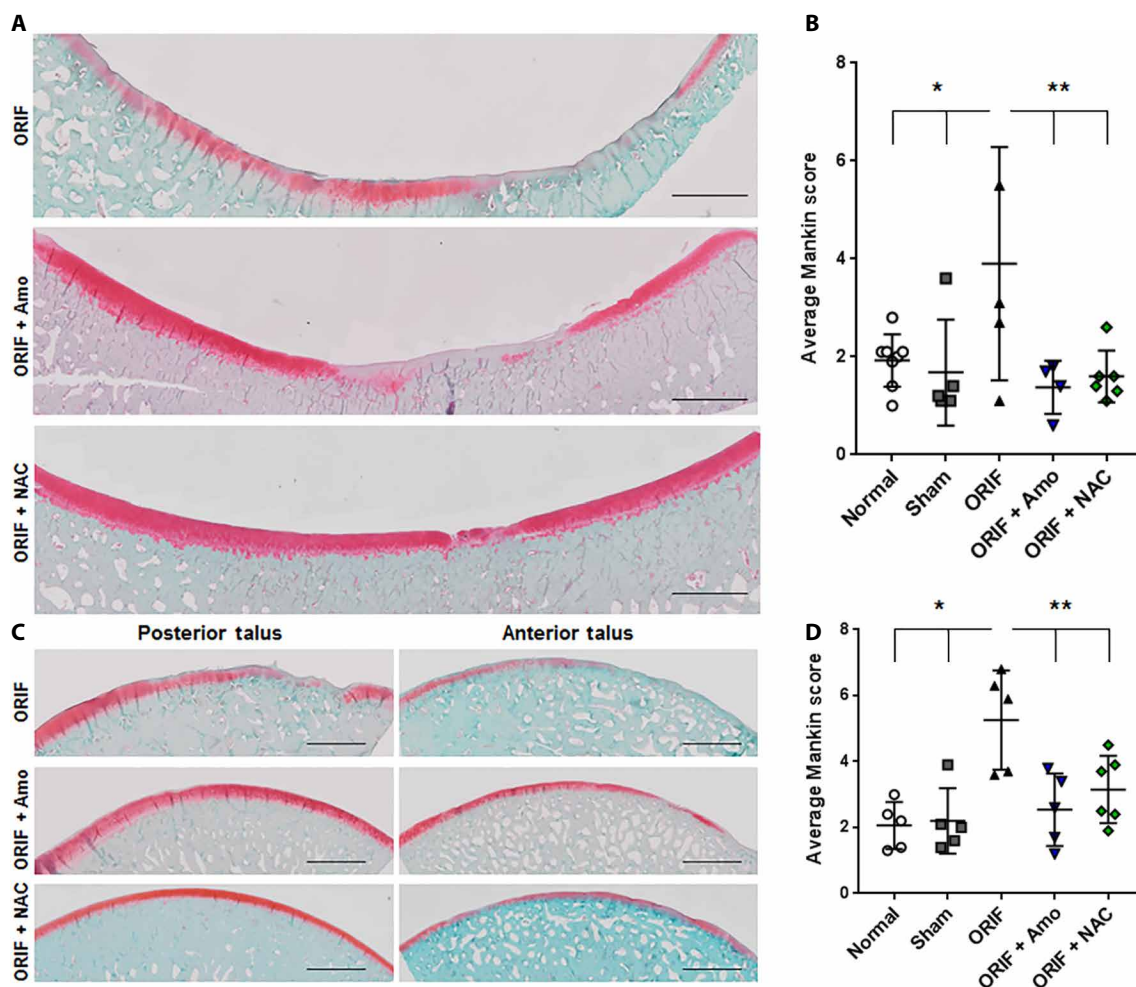 A
ORIF
ORIF + Amo
ORIF + NAC
B
Average Mankin score
8
6
4
2
0
*
**
Normal
Sham
ORIF
ORIF + Amo
ORIF + NAC
C
Posterior talus
Anterior talus
ORIF
ORIF + Amo
ORIF + NAC
D
Average Mankin score
8
6
4
2
0
*
**
Normal
Sham
ORIF
ORIF + Amo
ORIF + NAC